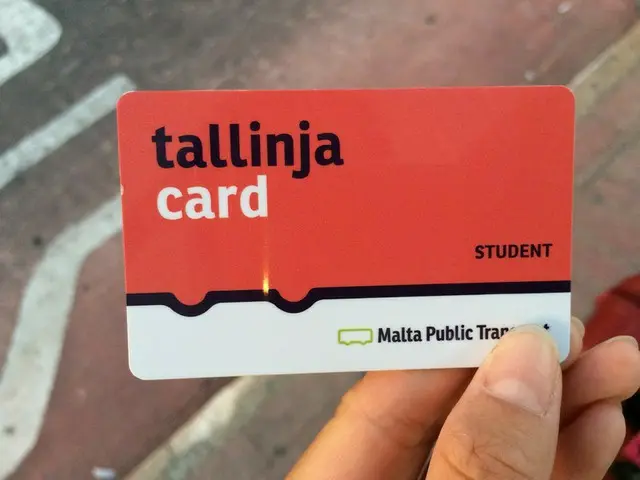 tallinja
card
STUDENT
Malta Public